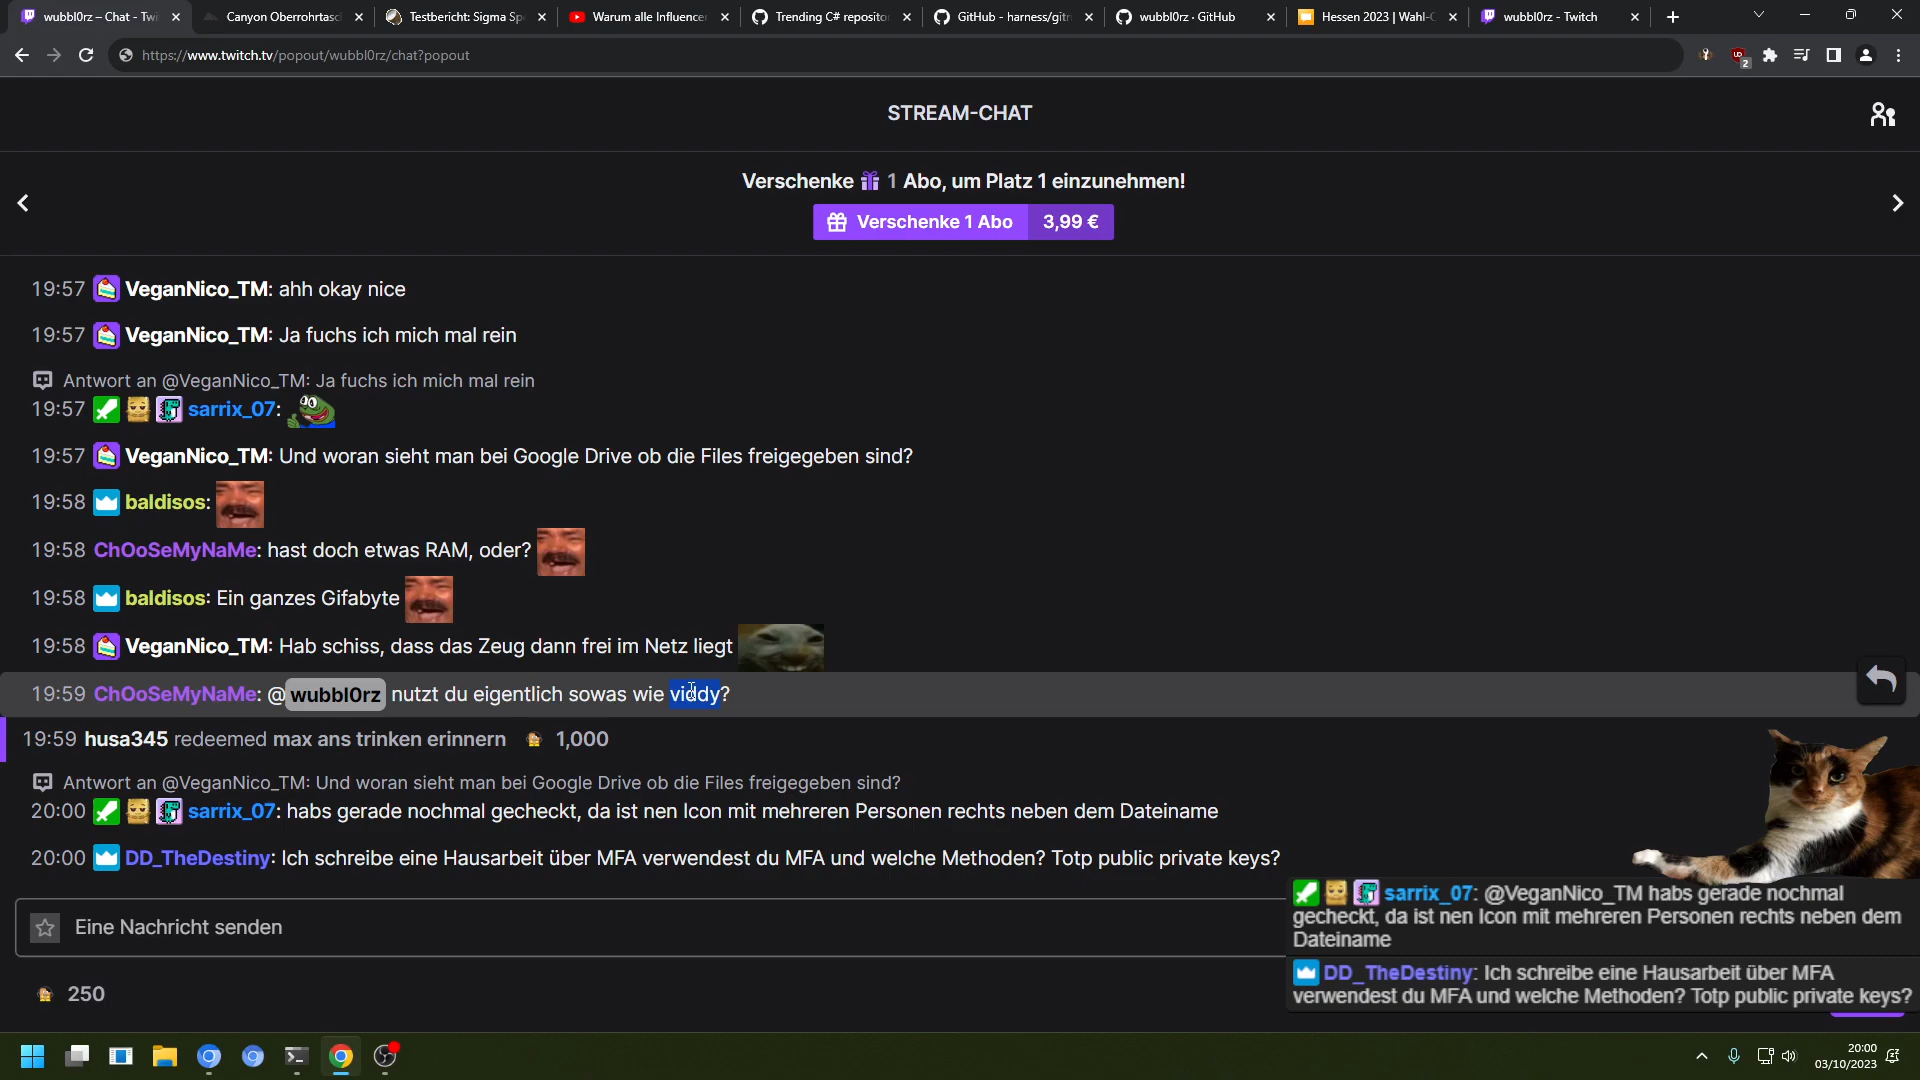 wubbl0rz – Chat - Twi
Canyon Oberrohrtasc
Testbericht: Sigma Sp
Warum alle Influencer
Trending C# reposito
GitHub - harness/gitn
wubbl0rz · GitHub
Hessen 2023 | Wahl-O
wubbl0rz - Twitch
https://www.twitch.tv/popout/wubbl0rz/chat?popout
2
STREAM-CHAT
Verschenke 1 Abo, um Platz 1 einzunehmen!
Verschenke 1 Abo 3,99 €
19:57 VeganNico_TM: ahh okay nice
19:57 VeganNico_TM: Ja fuchs ich mich mal rein
Antwort an @VeganNico_TM: Ja fuchs ich mich mal rein
19:57 sarrix_07:
19:57 VeganNico_TM: Und woran sieht man bei Google Drive ob die Files freigegeben sind?
19:58 baldisos:
19:58 ChOoSeMyNaMe: hast doch etwas RAM, oder?
19:58 baldisos: Ein ganzes Gifabyte
19:58 VeganNico_TM: Hab schiss, dass das Zeug dann frei im Netz liegt
19:59 ChOoSeMyNaMe: @wubbl0rz nutzt du eigentlich sowas wie viddy?
19:59 husa345 redeemed max ans trinken erinnern 1,000
Antwort an @VeganNico_TM: Und woran sieht man bei Google Drive ob die Files freigegeben sind?
20:00 sarrix_07: habs gerade nochmal gecheckt, da ist nen Icon mit mehreren Personen rechts neben dem Dateiname
20:00 DD_TheDestiny: Ich schreibe eine Hausarbeit über MFA verwendest du MFA und welche Methoden? Totp public private keys?
Eine Nachricht senden
250
sarrix_07: @VeganNico_TM habs gerade nochmal
gecheckt, da ist nen Icon mit mehreren Personen rechts neben dem
Dateiname
DD_TheDestiny: Ich schreibe eine Hausarbeit über MFA
verwendest du MFA und welche Methoden? Totp public private keys?
20:00
03/10/2023